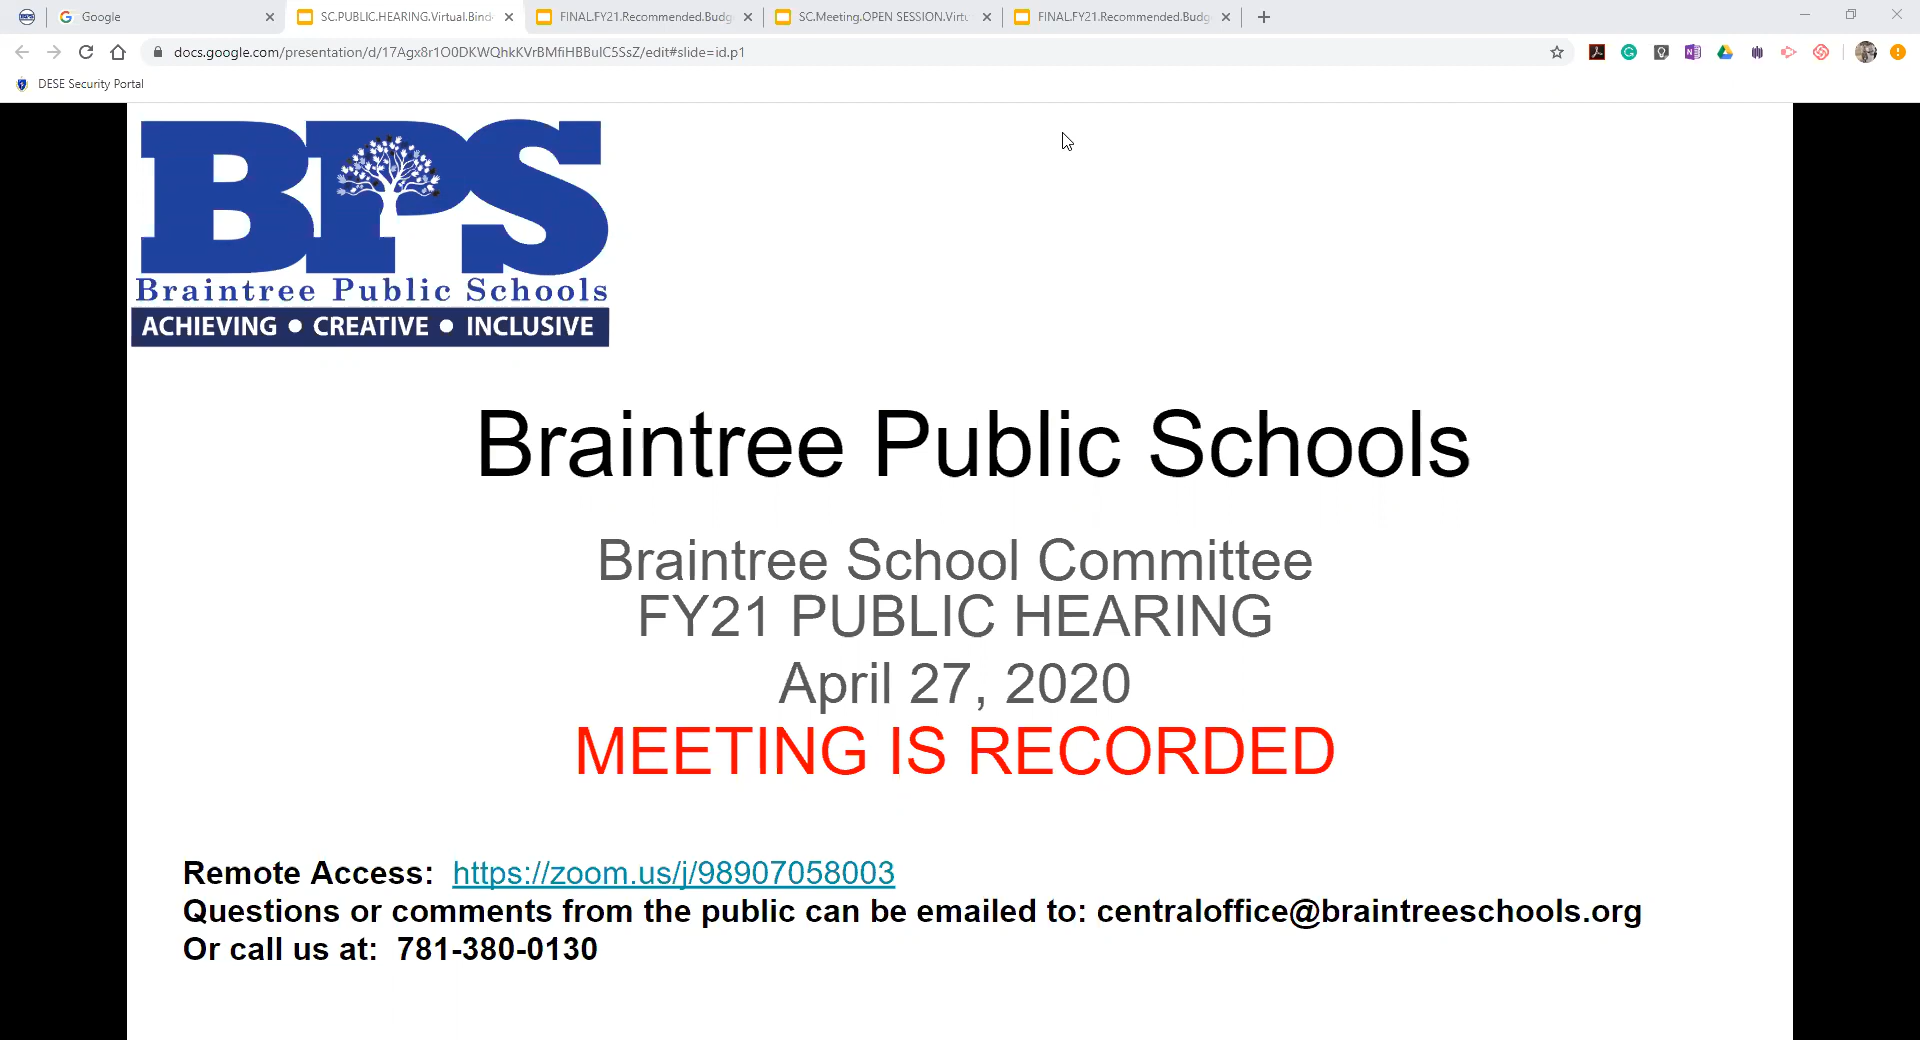 Google
SC.PUBLIC.HEARING.Virtual.Bind
FINAL.FY21.Recommended.Budg
SC.Meeting.OPEN SESSION.Virtu
FINAL.FY21.Recommended.Budg
docs.google.com/presentation/d/17Agx8r1O0DKWQhkKVrBMfiHBBuIC5SsZ/edit#slide=id.p1
DESE Security Portal
BPS
Braintree Public Schools
ACHIEVING • CREATIVE • INCLUSIVE
Braintree Public Schools
Braintree School Committee
FY21 PUBLIC HEARING
April 27, 2020
MEETING IS RECORDED
Remote Access: https://zoom.us/j/98907058003
Questions or comments from the public can be emailed to: centraloffice@braintreeschools.org
Or call us at: 781-380-0130